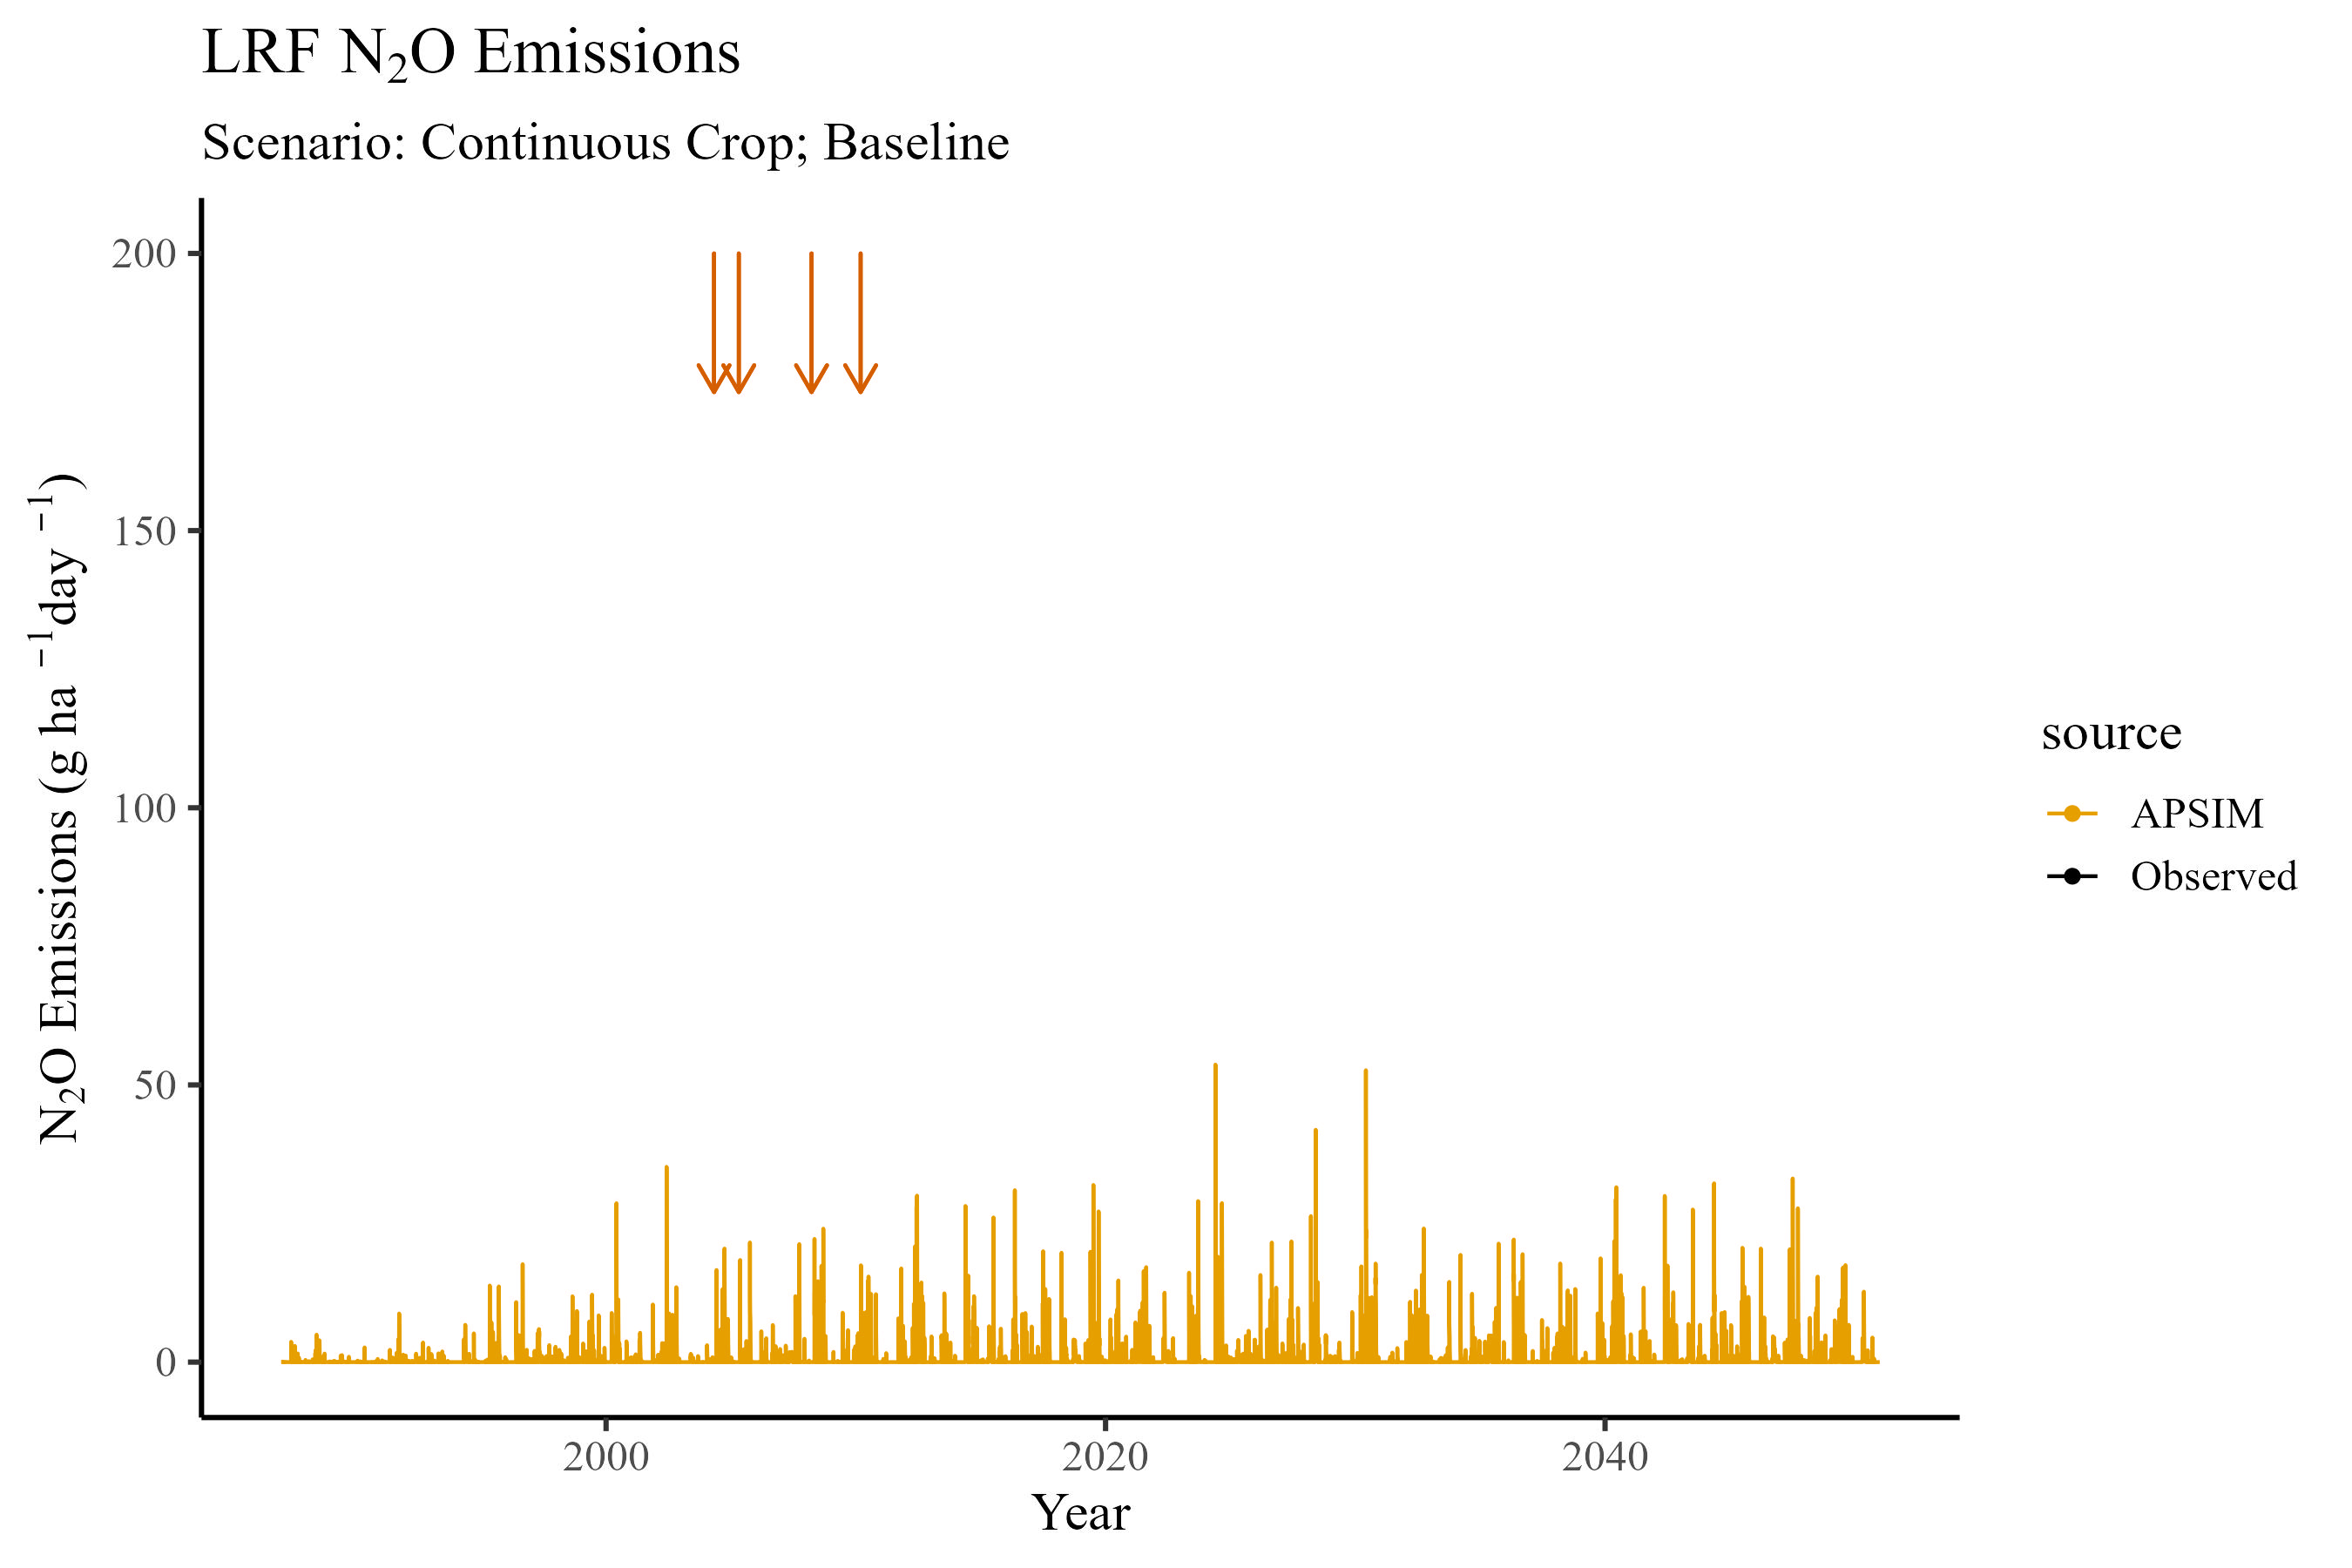 LRF N₂O Emissions
Scenario: Continuous Crop; Baseline
N₂O Emissions (g ha ⁻¹day ⁻¹)
200
150
100
50
0
2000
2020
2040
Year
source
APSIM
Observed